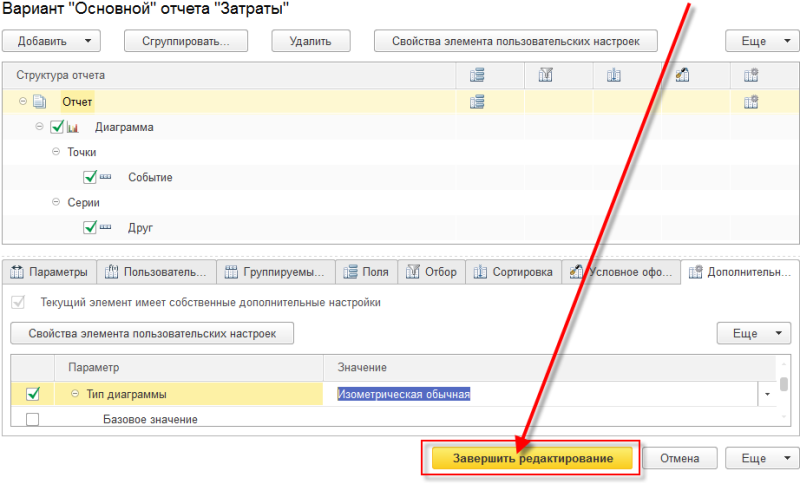 Вариант "Основной" отчета "Затраты"
Добавить Сгруппировать... Удалить Свойства элемента пользовательских настроек Еще
Структура отчета
Отчет
Диаграмма
Точки
Событие
Серии
Друг
Параметры Пользователь... Группируемы... Поля Отбор Сортировка Условное офо... Дополнительн...
Текущий элемент имеет собственные дополнительные настройки
Свойства элемента пользовательских настроек Еще
Параметр Значение
Тип диаграммы Изометрическая обычная
Базовое значение
Завершить редактирование Отмена Еще